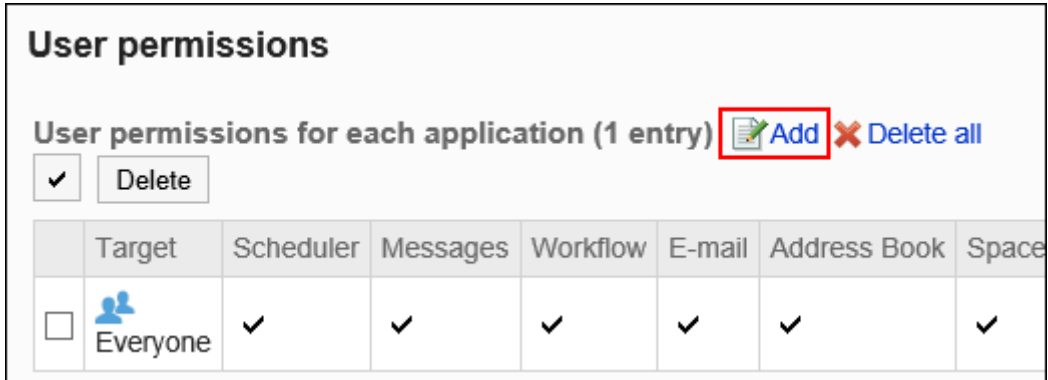 User permissions
User permissions for each application (1 entry) Add Delete all
Delete
Target Scheduler Messages Workflow E-mail Address Book Space
Everyone